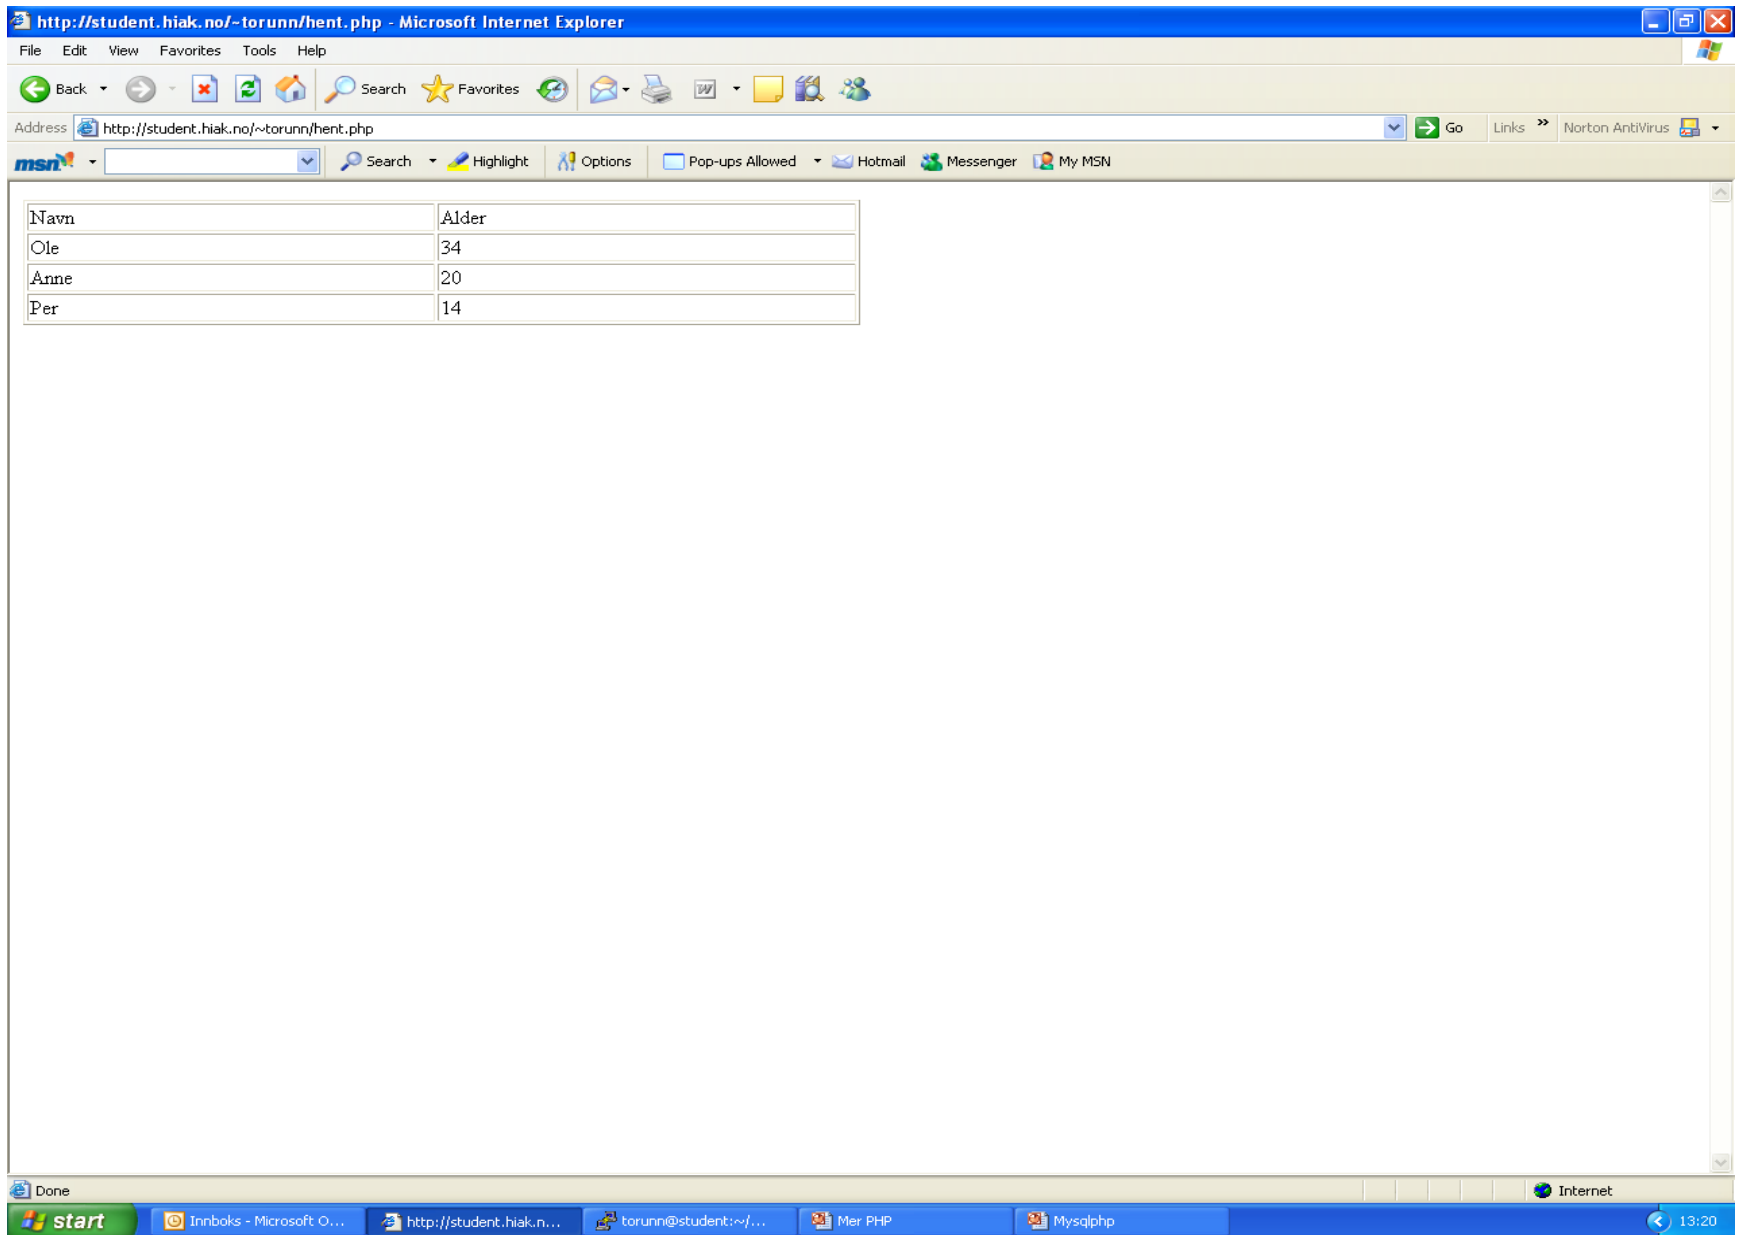 http://student.hiak.no/~torunn/hent.php - Microsoft Internet Explorer
File Edit View Favorites Tools Help
Back Search Favorites W
Address http://student.hiak.no/~torunn/hent.php Go Links » Norton AntiVirus
msn Search Highlight Options Pop-ups Allowed Hotmail Messenger My MSN
Navn Alder
Ole 34
Anne 20
Per 14
Done Internet
start Innboks - Microsoft O... http://student.hiak.n... torunn@student:~/... Mer PHP Mysqlphp 13:20